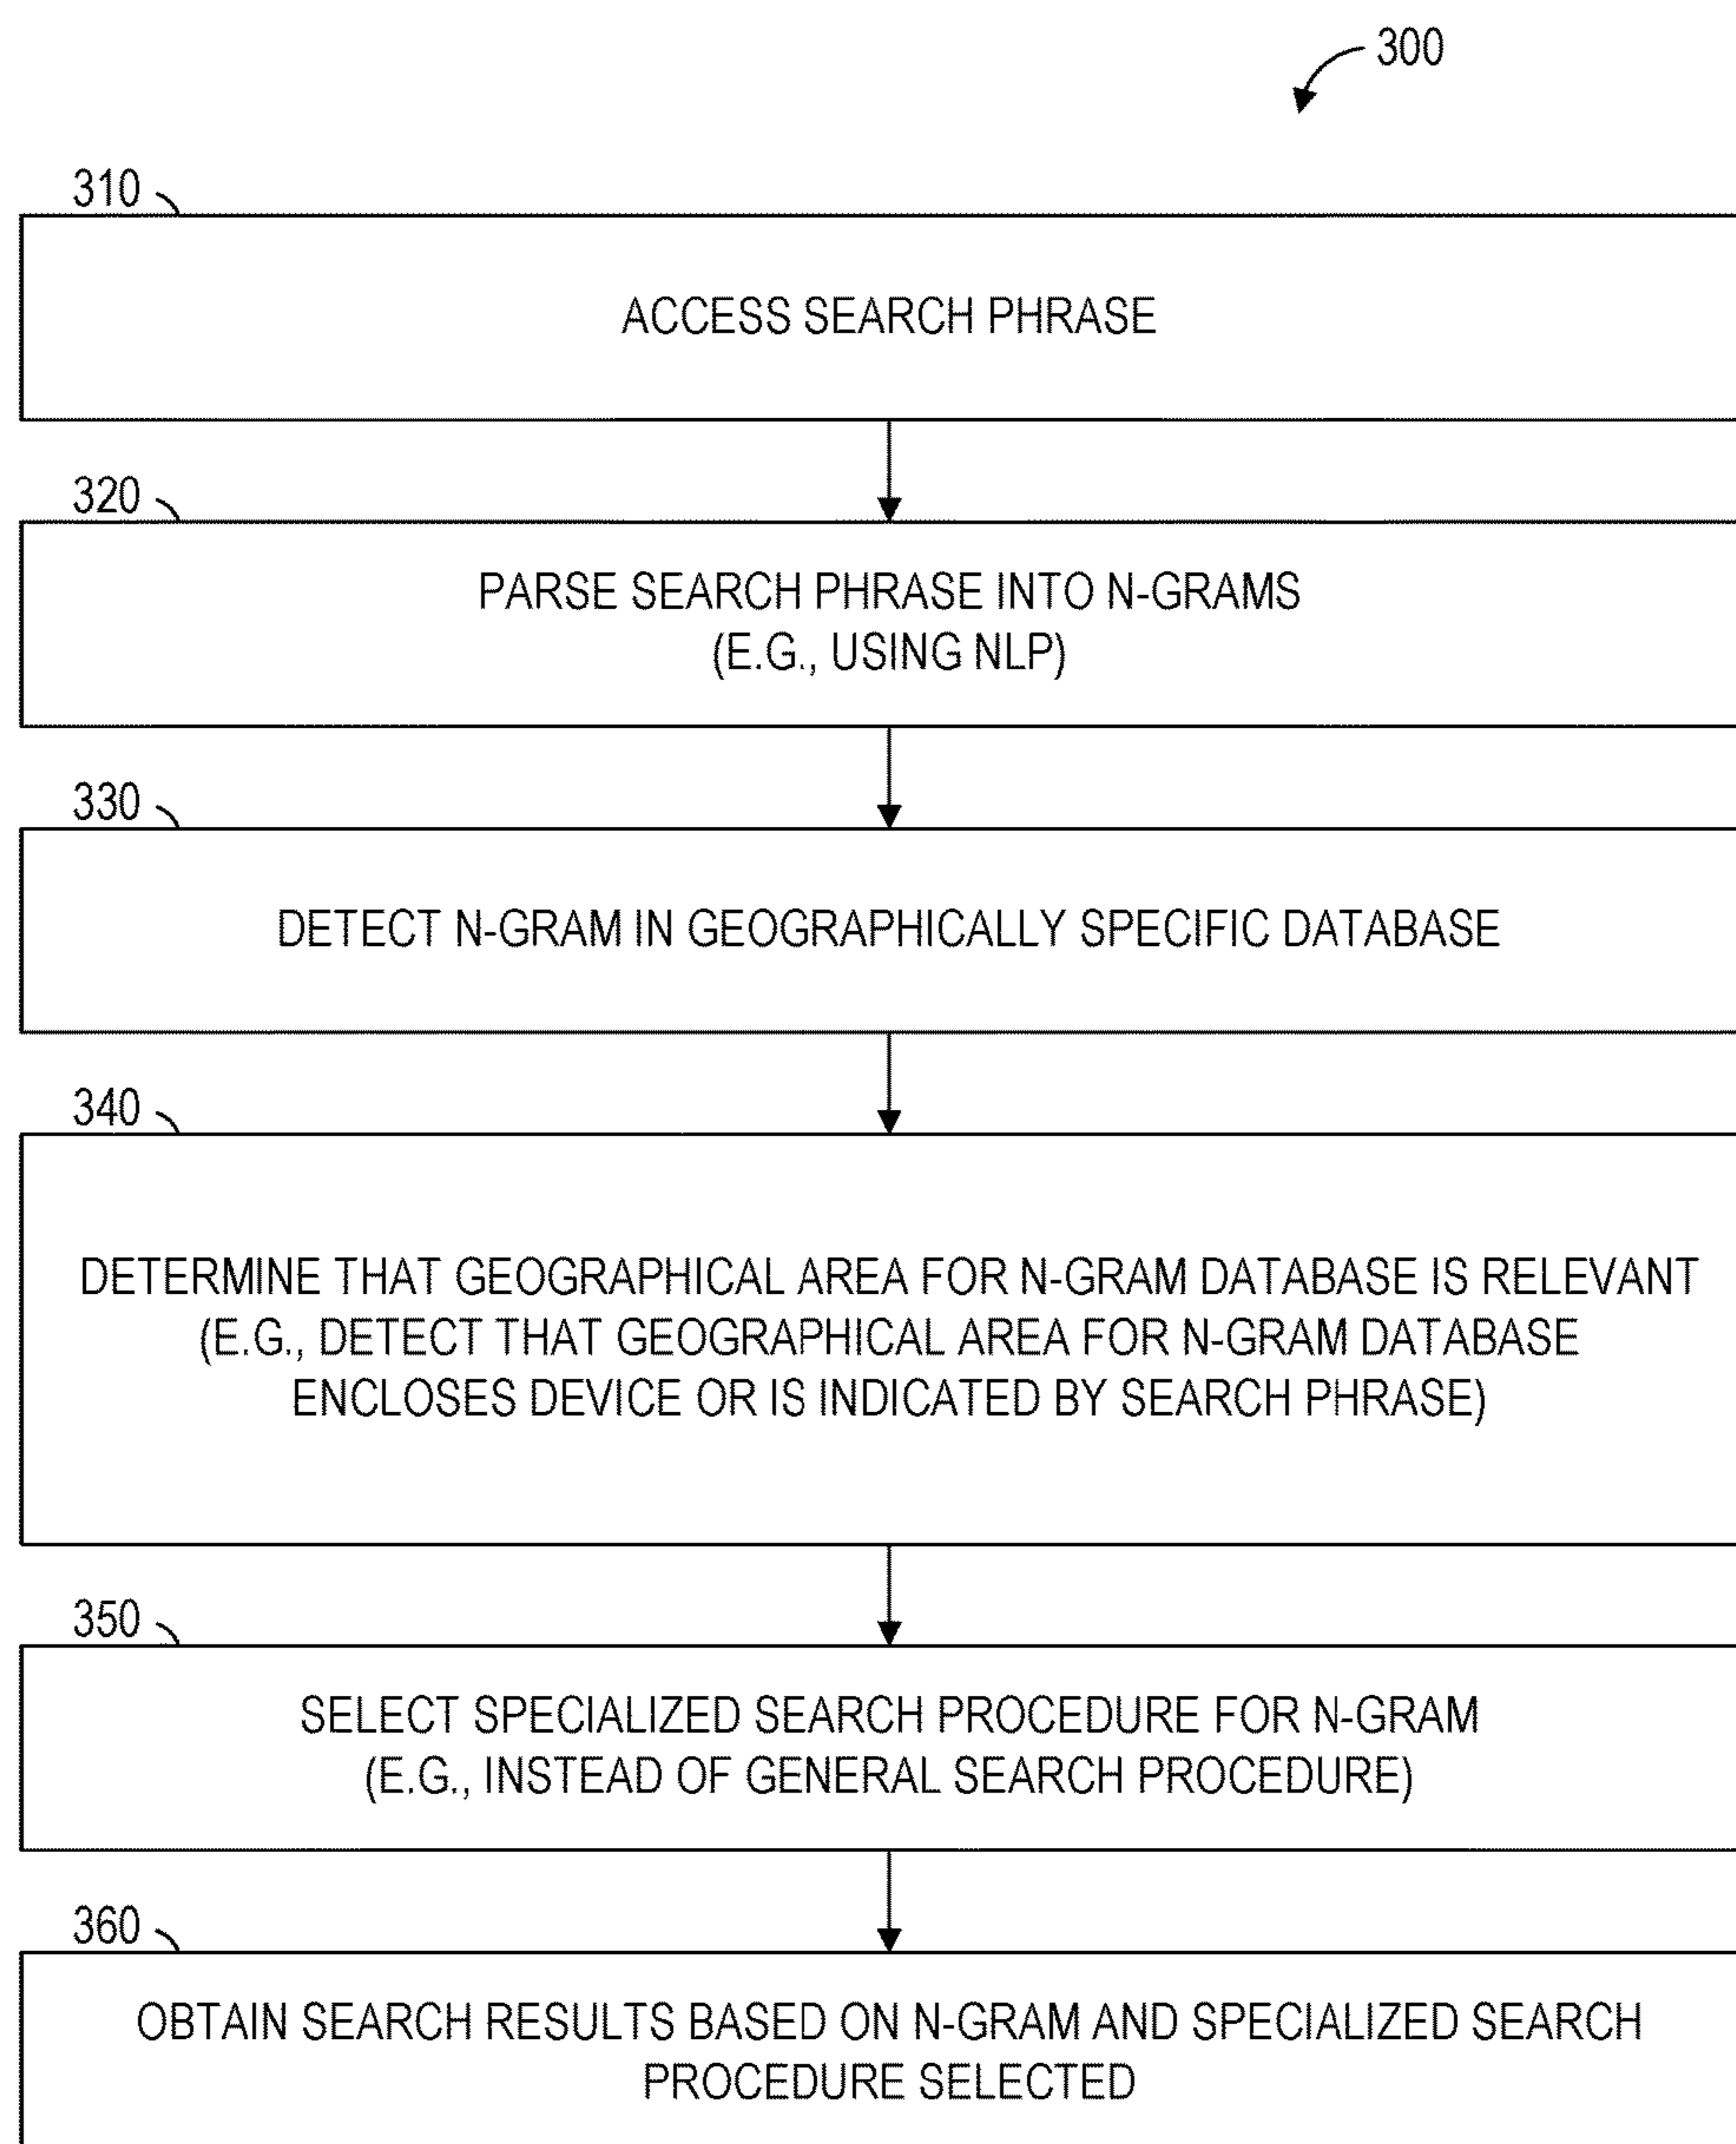 300
310
ACCESS SEARCH PHRASE
320
PARSE SEARCH PHRASE INTO N-GRAMS
(E.G., USING NLP)
330
DETECT N-GRAM IN GEOGRAPHICALLY SPECIFIC DATABASE
340
DETERMINE THAT GEOGRAPHICAL AREA FOR N-GRAM DATABASE IS RELEVANT
(E.G., DETECT THAT GEOGRAPHICAL AREA FOR N-GRAM DATABASE
ENCLOSES DEVICE OR IS INDICATED BY SEARCH PHRASE)
350
SELECT SPECIALIZED SEARCH PROCEDURE FOR N-GRAM
(E.G., INSTEAD OF GENERAL SEARCH PROCEDURE)
360
OBTAIN SEARCH RESULTS BASED ON N-GRAM AND SPECIALIZED SEARCH
PROCEDURE SELECTED